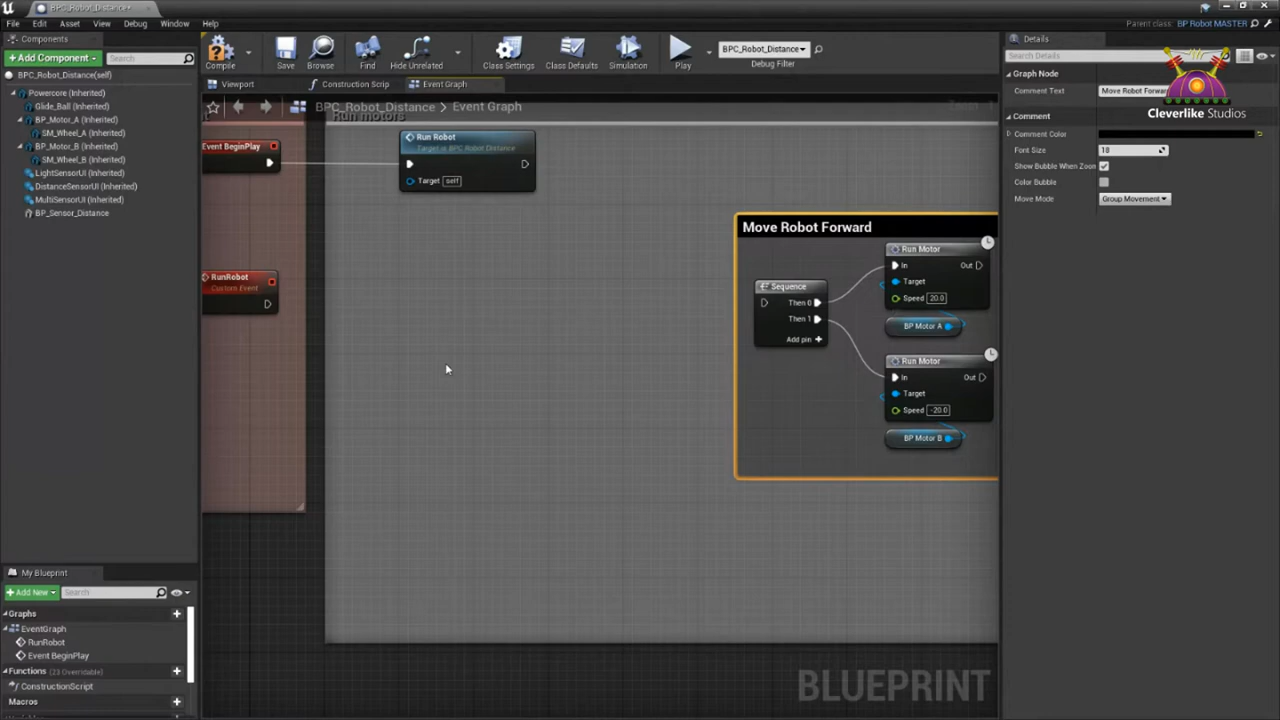 BPC_Robot_Distance*
File Edit Asset View Debug Window Help
Parent class: BP Robot MASTER
Components
+ Add Component
Search
BPC_Robot_Distance(self)
Powercore (Inherited)
Glide_Ball (Inherited)
BP_Motor_A (Inherited)
SM_Wheel_A (Inherited)
BP_Motor_B (Inherited)
SM_Wheel_B (Inherited)
LightSensorUI (Inherited)
DistanceSensorUI (Inherited)
MultiSensorUI (Inherited)
BP_Sensor_Distance
My Blueprint
+ Add New
Search
Graphs
EventGraph
RunRobot
Event BeginPlay
Functions (23 Overridable)
ConstructionScript
Macros
Compile
Save
Browse
Find
Hide Unrelated
Class Settings
Class Defaults
Simulation
Play
BPC_Robot_Distance
Debug Filter
Viewport
Construction Scrip
Event Graph
BPC_Robot_Distance > Event Graph
Run motors
Event BeginPlay
Run Robot
Target is BPC Robot Distance
Target self
RunRobot
Custom Event
Move Robot Forward
Sequence
Then 0
Then 1
Add pin +
Run Motor
In Out
Target
Speed 20.0
BP Motor A
Run Motor
In Out
Target
Speed -20.0
BP Motor B
BLUEPRINT
Details
Search Details
Graph Node
Comment Text Move Robot Forward
Comment
Comment Color
Font Size 18
Show Bubble When Zoom
Color Bubble
Move Mode Group Movement
Cleverlike Studios